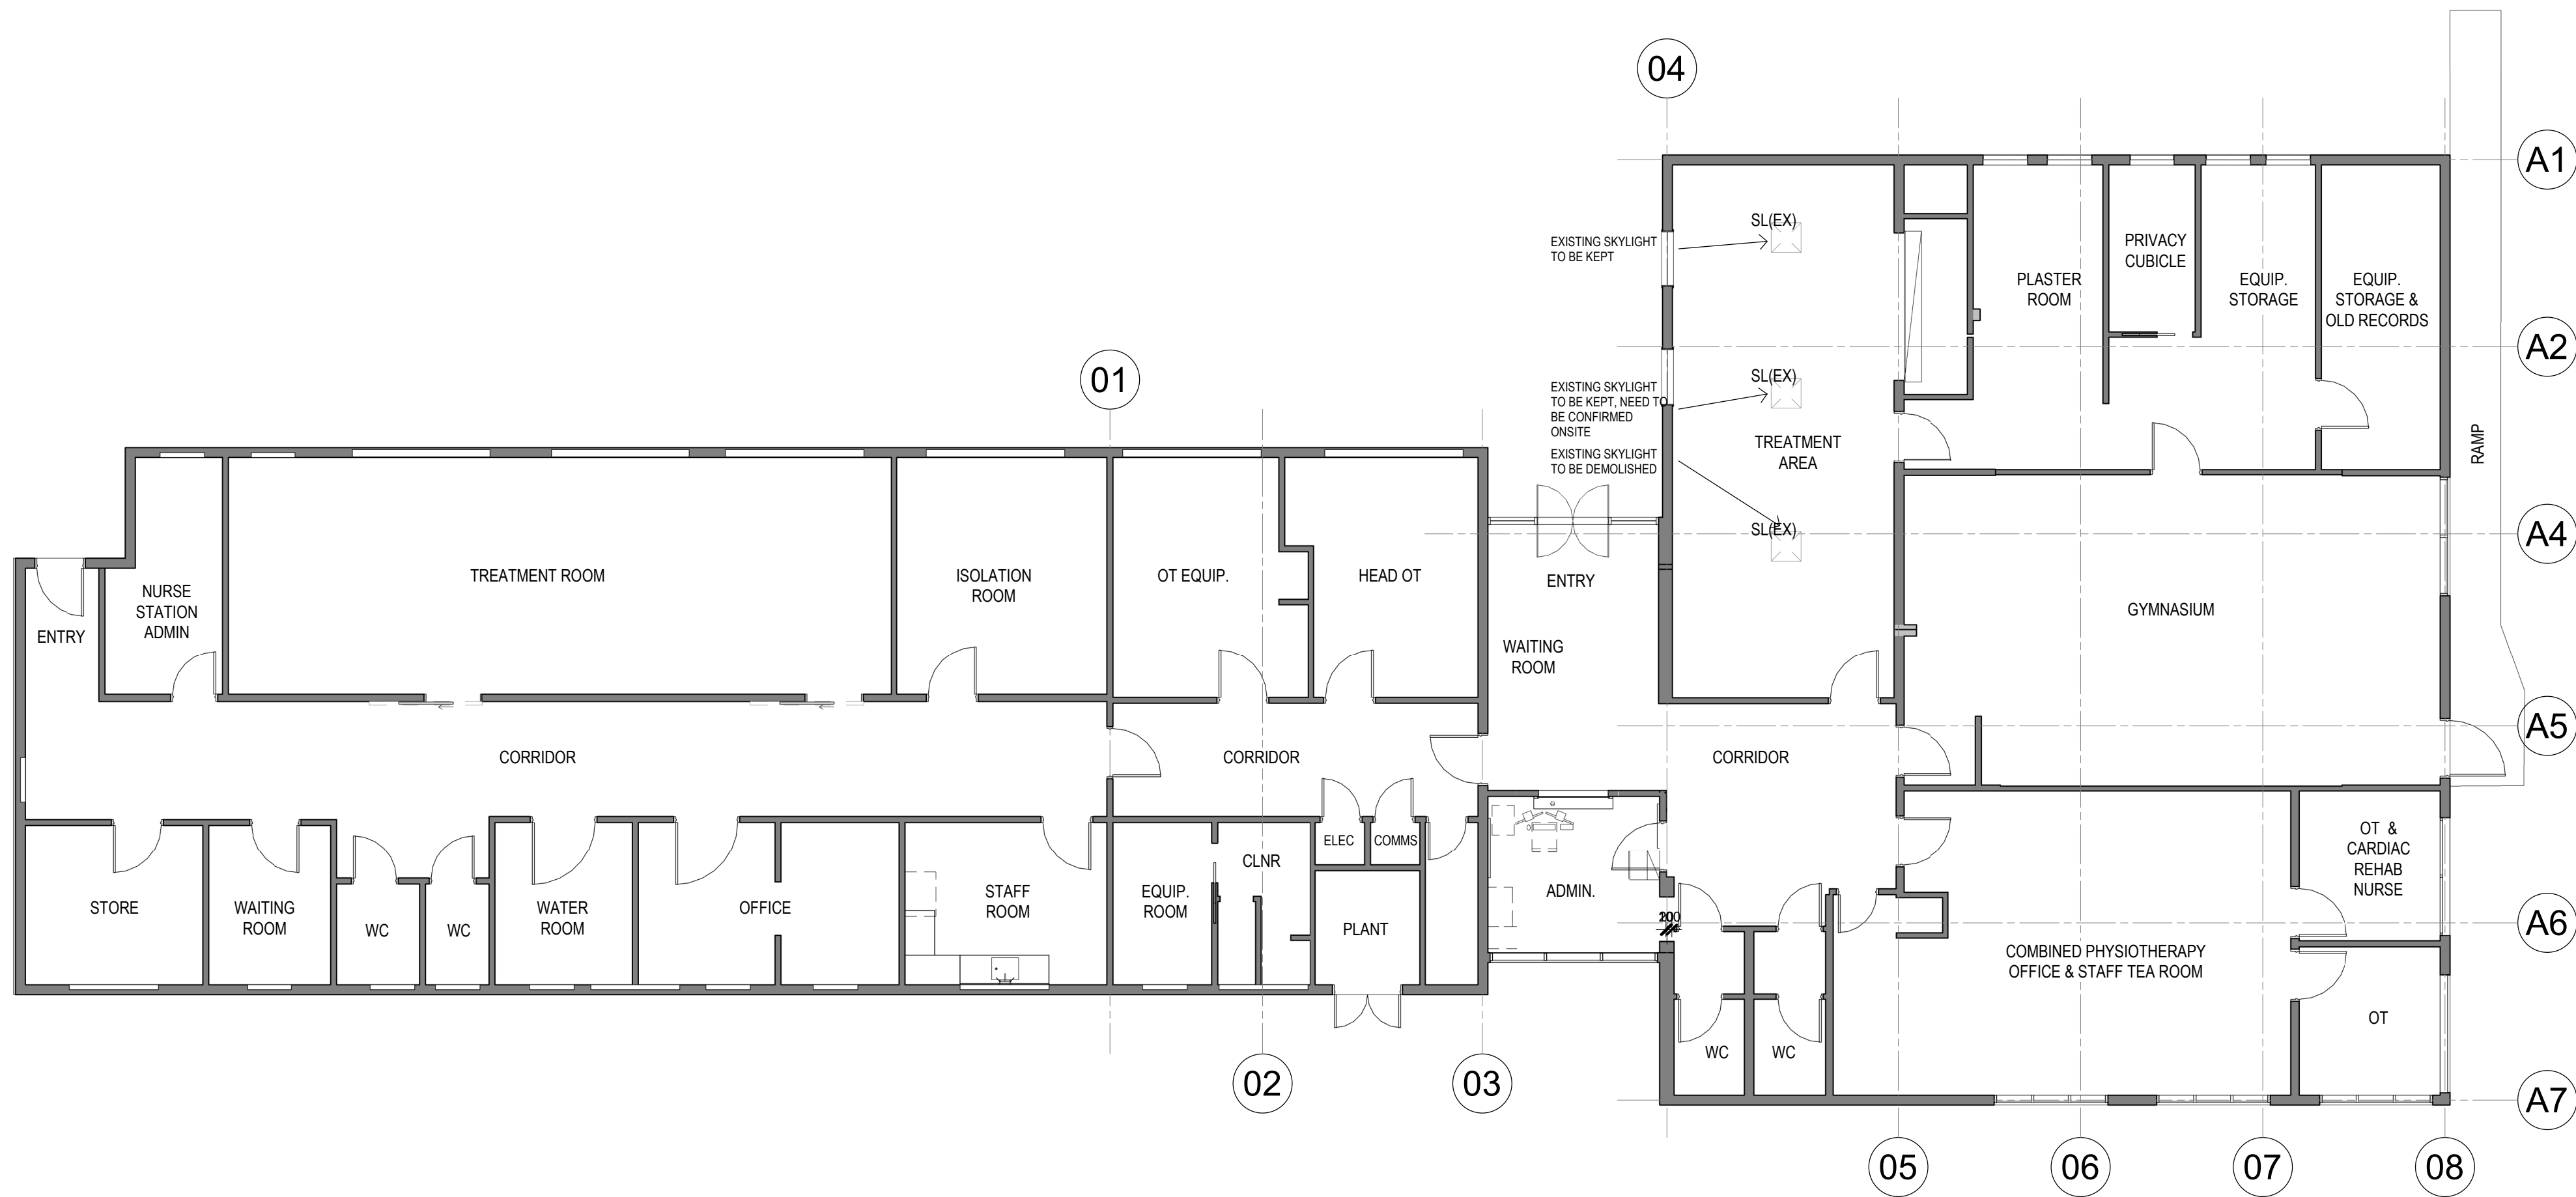 04
A1
SL(EX)
EXISTING SKYLIGHT
TO BE KEPT
PRIVACY
CUBICLE
PLASTER
ROOM
EQUIP.
STORAGE
EQUIP.
STORAGE &
OLD RECORDS
A2
01
SL(EX)
EXISTING SKYLIGHT
TO BE KEPT, NEED TO
BE CONFIRMED
ONSITE
TREATMENT
AREA
EXISTING SKYLIGHT
TO BE DEMOLISHED
RAMP
SL(EX)
A4
ENTRY
NURSE
STATION
ADMIN
TREATMENT ROOM
ISOLATION
ROOM
OT EQUIP.
HEAD OT
ENTRY
WAITING
ROOM
GYMNASIUM
A5
CORRIDOR
CORRIDOR
CORRIDOR
STORE
WAITING
ROOM
WC
WC
WATER
ROOM
OFFICE
STAFF
ROOM
EQUIP.
ROOM
CLNR
ELEC
COMMS
PLANT
ADMIN.
OT &
CARDIAC
REHAB
NURSE
A6
COMBINED PHYSIOTHERAPY
OFFICE & STAFF TEA ROOM
OT
WC
WC
02
03
A7
05
06
07
08